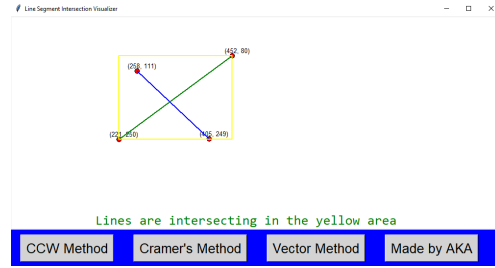 Line Segment Intersection Visualizer
(452, 80)
(258, 111)
(221, 250)
(405, 249)
Lines are intersecting in the yellow area
CCW Method
Cramer's Method
Vector Method
Made by AKA